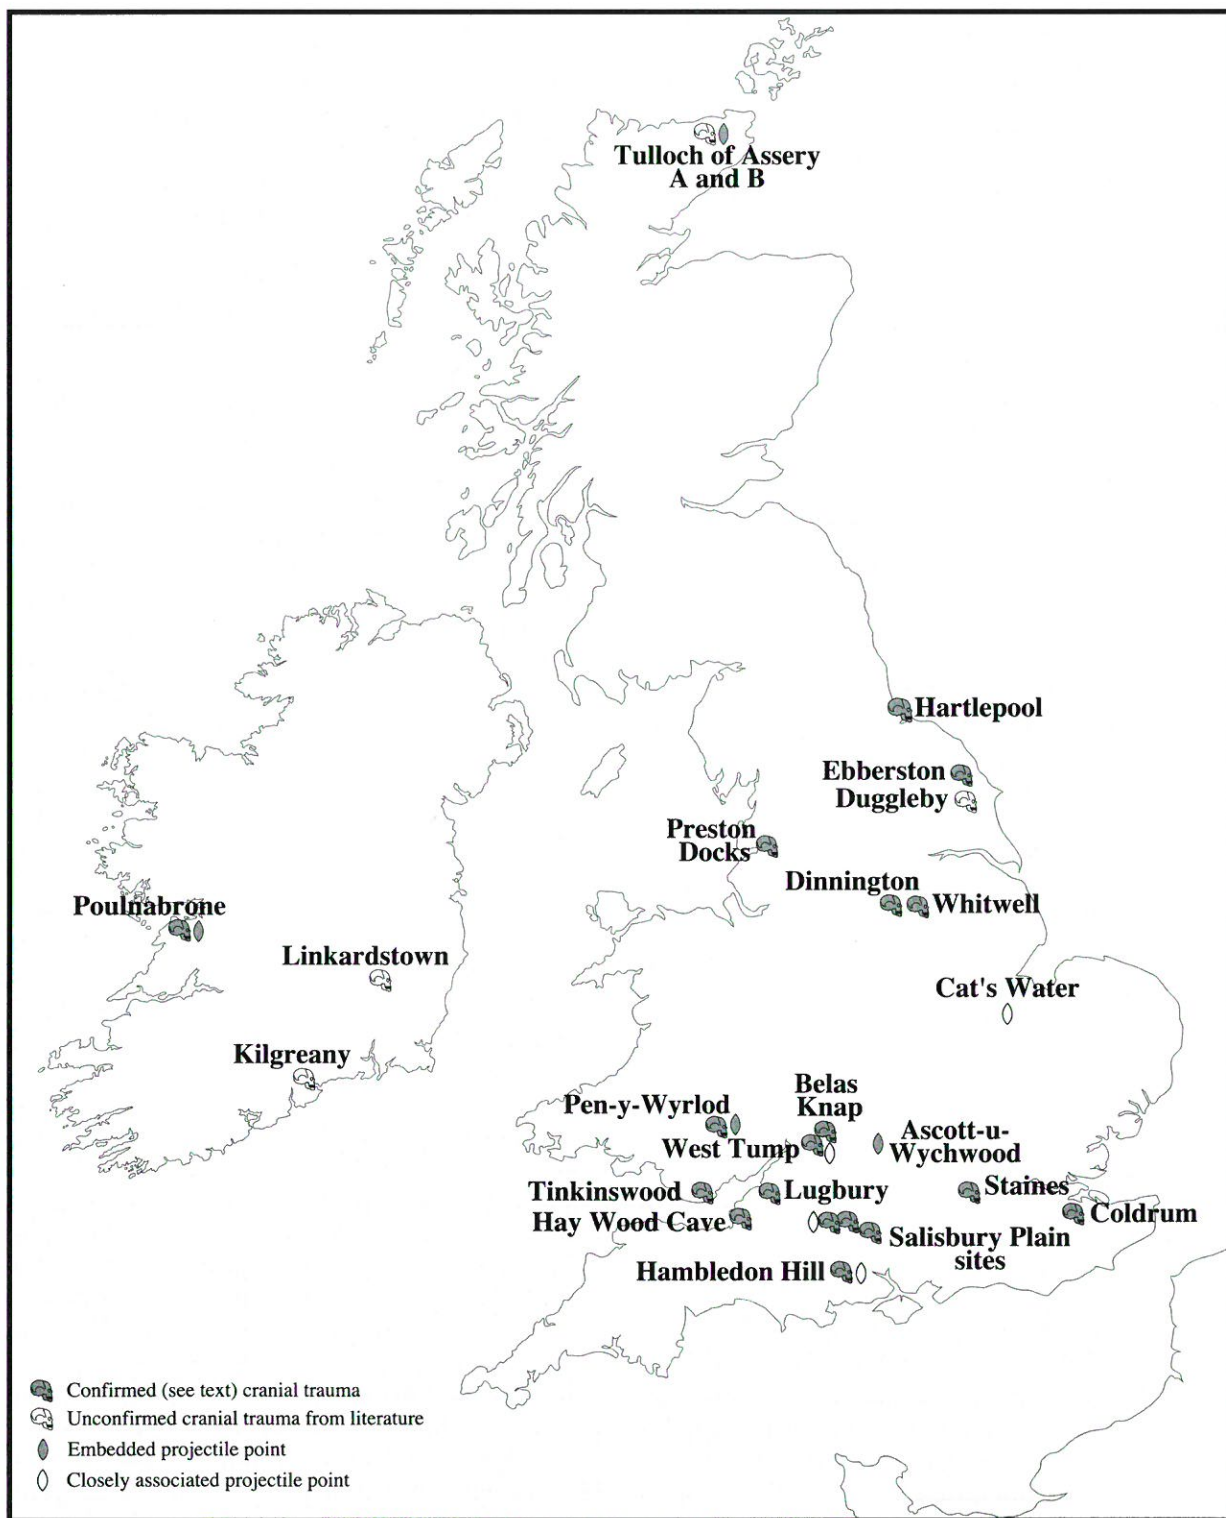 Tulloch of Assery
A and B
Hartlepool
Ebberston
Duggleby
Preston
Docks
Dinnington
Whitwell
Poulnabrone
Linkardstown
Cat's Water
Kilgreany
Belas
Knap
Pen-y-Wyrlod
Ascott-u-
Wychwood
West Tump
Tinkinswood
Lugbury
Staines
Coldrum
Hay Wood Cave
Salisbury Plain
sites
Hambledon Hill
Confirmed (see text) cranial trauma
Unconfirmed cranial trauma from literature
Embedded projectile point
Closely associated projectile point